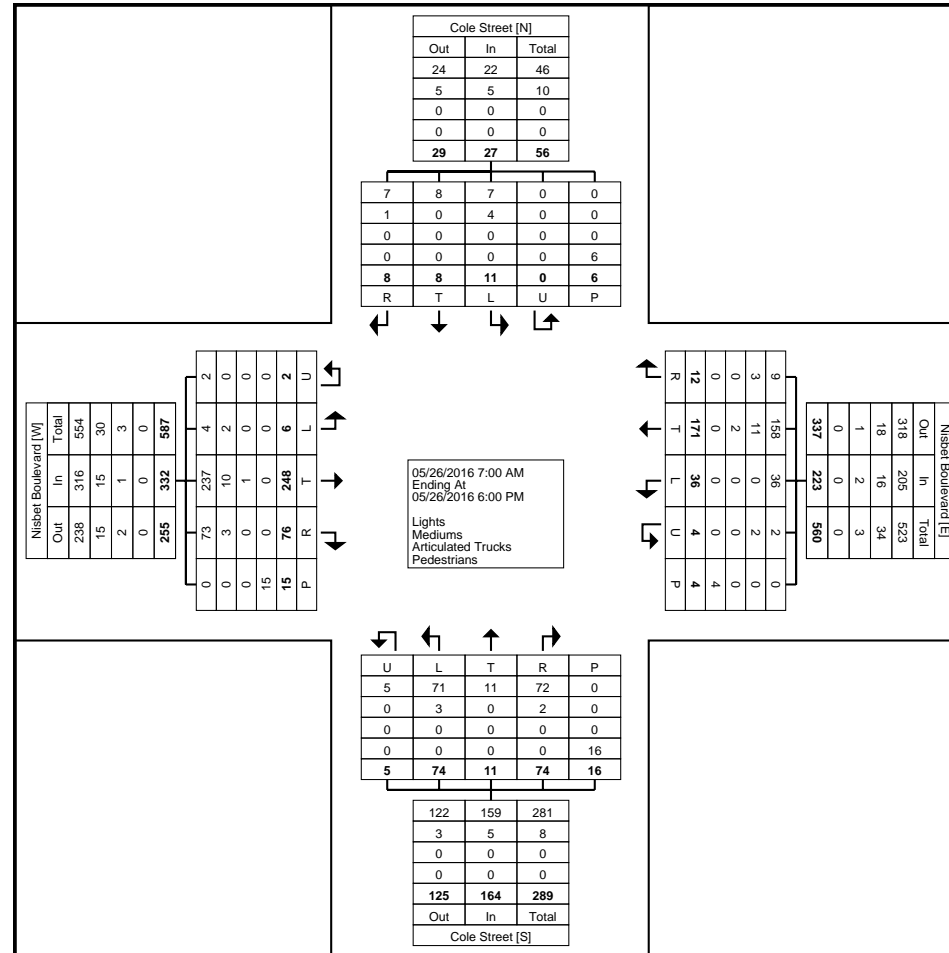 Cole Street [N]
Out In Total
24 22 46
5 5 10
0 0 0
0 0 0
29 27 56
7 8 7 0 0
1 0 4 0 0
0 0 0 0 0
0 0 0 0 6
8 8 11 0 6
R T L U P
Nisbet Boulevard [W]
Total In Out
554 316 238
30 15 15
3 1 2
0 0 0
587 332 255
2 4 237 73 0
0 2 10 3 0
0 0 1 0 0
0 0 0 0 15
2 6 248 76 15
U L T R P
05/26/2016 7:00 AM
Ending At
05/26/2016 6:00 PM
Lights
Mediums
Articulated Trucks
Pedestrians
R T L U P
12 171 36 4 4
0 0 0 0 4
0 2 0 0 0
3 11 0 2 0
9 158 36 2 0
337 223 560
0 0 0
1 2 3
18 16 34
318 205 523
Out In Total
Nisbet Boulevard [E]
U L T R P
5 71 11 72 0
0 3 0 2 0
0 0 0 0 0
0 0 0 0 16
5 74 11 74 16
122 159 281
3 5 8
0 0 0
0 0 0
125 164 289
Out In Total
Cole Street [S]